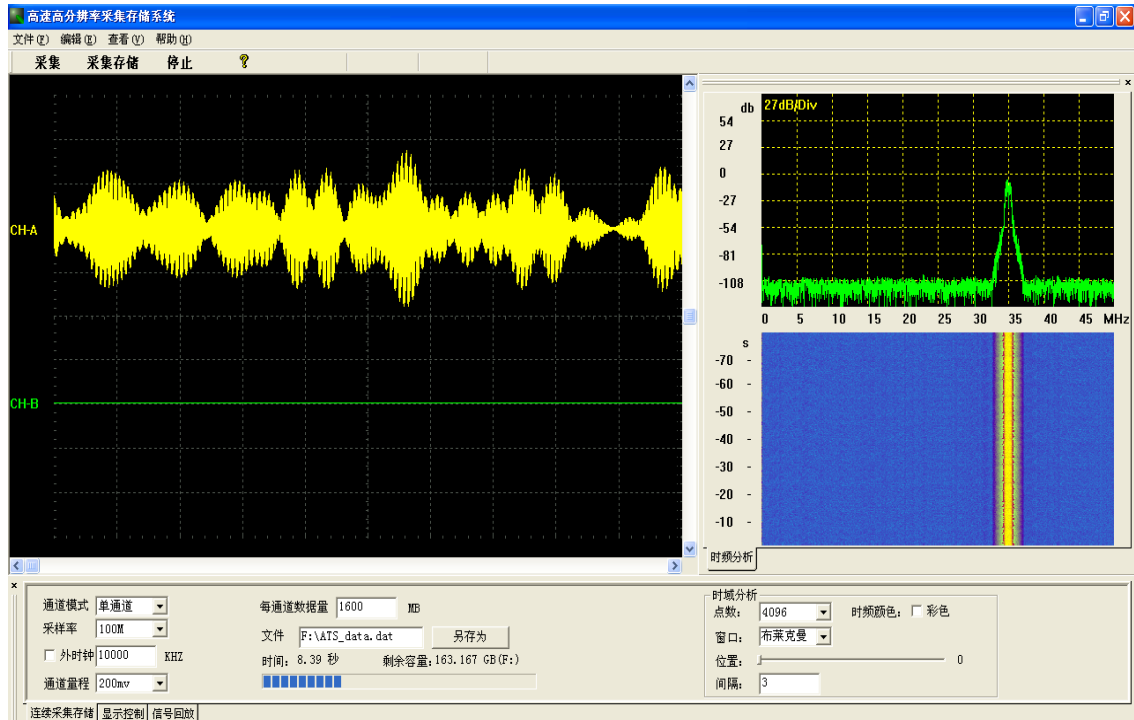 高速高分辨率采集存储系统
文件(F) 编辑(E) 查看(V) 帮助(H)
采集 采集存储 停止
CH-A
CH-B
db 27dB/Div
54
27
0
-27
-54
-81
-108
0 5 10 15 20 25 30 35 40 45 MHz
s
-70 -
-60 -
-50 -
-40 -
-30 -
-20 -
-10 -
时频分析
通道模式 单通道
采样率 100M
外时钟 10000 KHZ
通道量程 200mv
每通道数据量 1600 MB
文件 F:\ATS_data.dat 另存为
时间: 8.39 秒 剩余容量:163.167 GB(F:)
时域分析
点数: 4096 时频颜色: 彩色
窗口: 布莱克曼
位置: 0
间隔: 3
连续采集存储 显示控制 信号回放